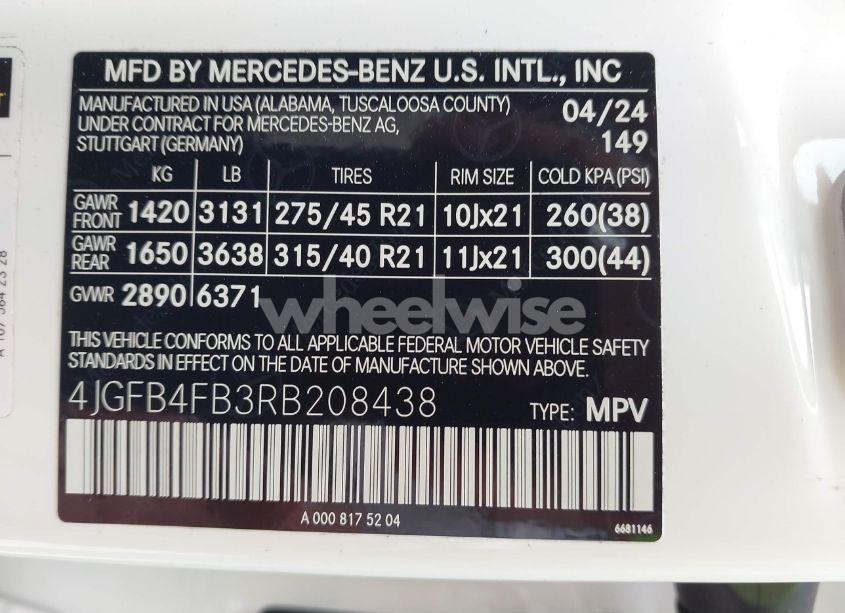 MFD BY MERCEDES-BENZ U.S. INTL., INC
MANUFACTURED IN USA (ALABAMA, TUSCALOOSA COUNTY) 04/24
UNDER CONTRACT FOR MERCEDES-BENZ AG,
STUTTGART (GERMANY) 149
KG LB TIRES RIM SIZE COLD KPA (PSI)
GAWR FRONT 1420 3131 275/45 R21 10Jx21 260(38)
GAWR REAR 1650 3638 315/40 R21 11Jx21 300(44)
GVWR 2890 6371
wheelwise
THIS VEHICLE CONFORMS TO ALL APPLICABLE FEDERAL MOTOR VEHICLE SAFETY
STANDARDS IN EFFECT ON THE DATE OF MANUFACTURE SHOWN ABOVE.
4JGFB4FB3RB208438 TYPE: MPV
A 000 817 52 04 6681146